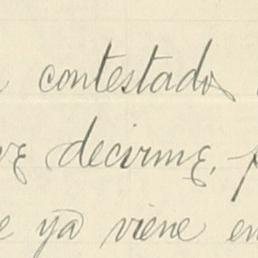 contestado
decirme,
ya viene en